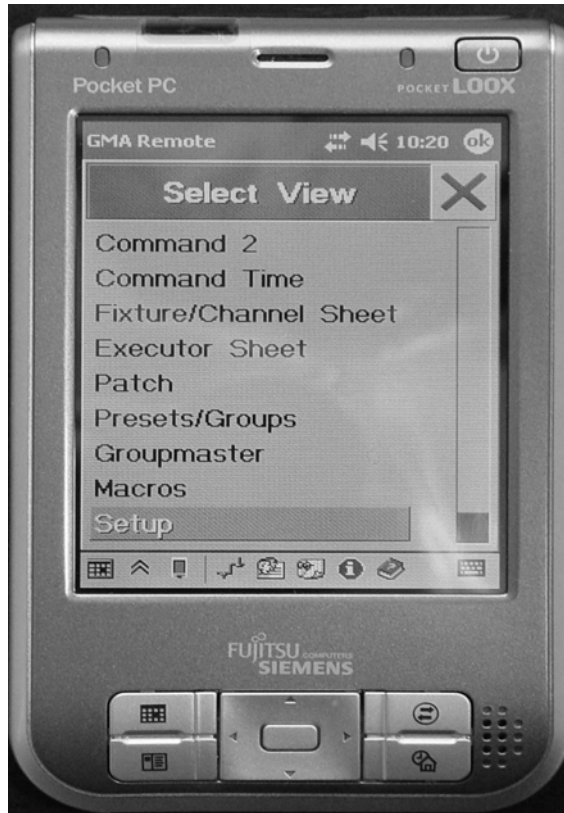 Pocket PC
POCKET LOOX
GMA Remote 10:20 ok
Select View
Command 2
Command Time
Fixture/Channel Sheet
Executor Sheet
Patch
Presets/Groups
Groupmaster
Macros
Setup
FUJITSU COMPUTERS
SIEMENS